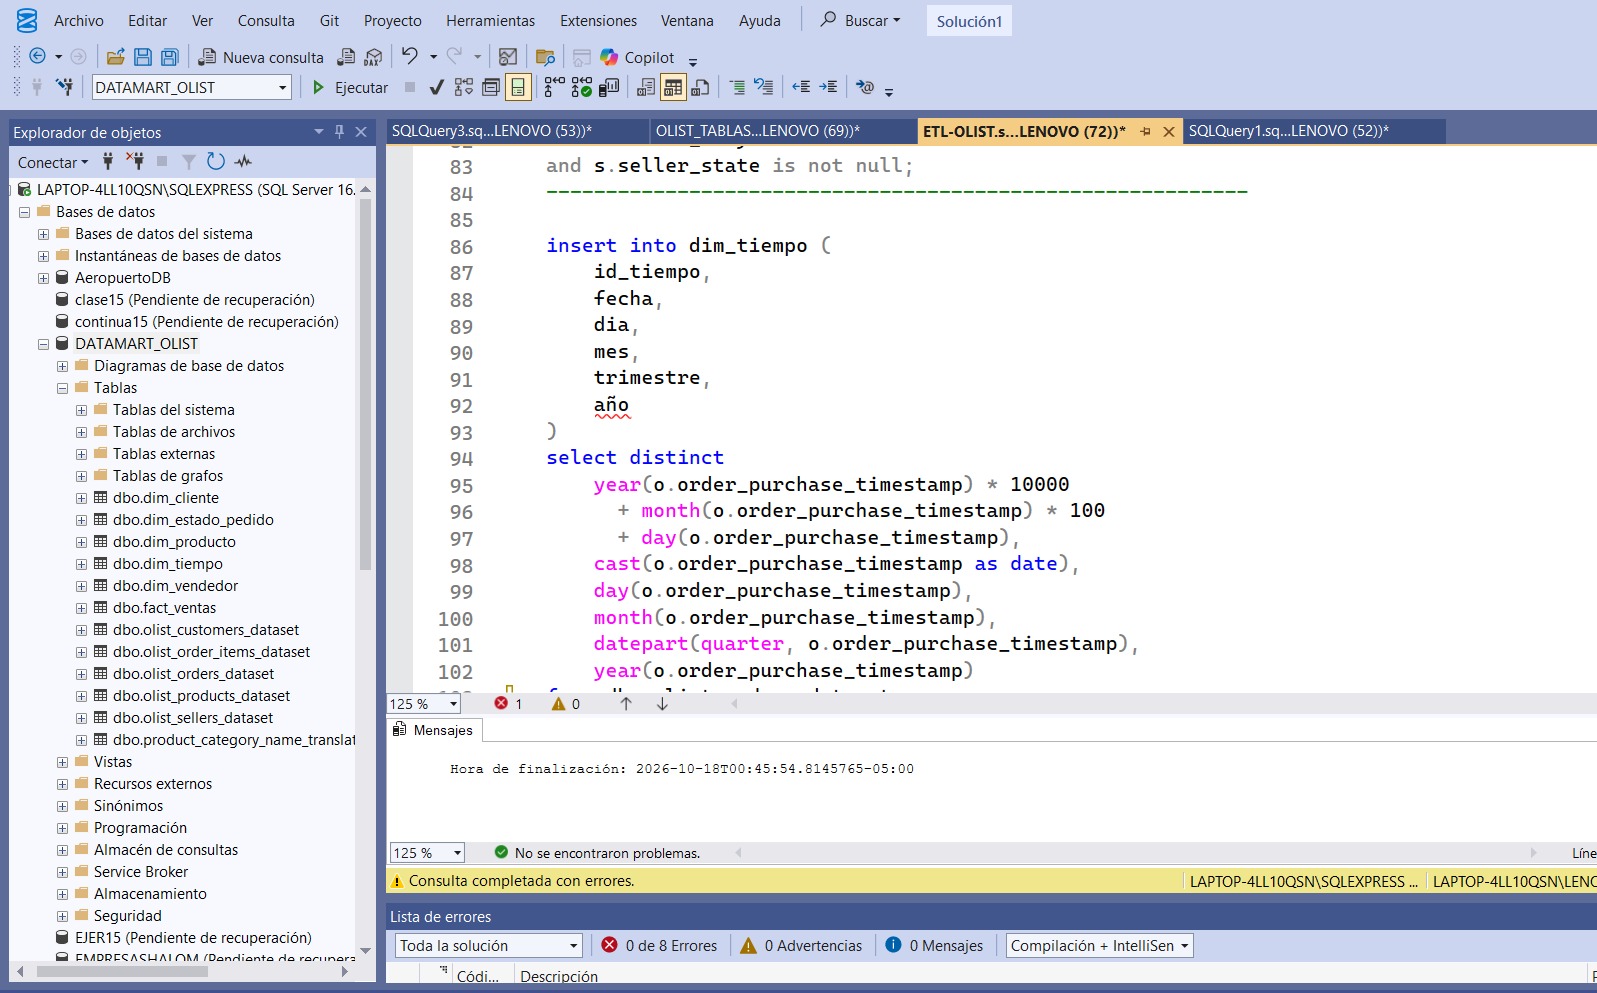 Archivo Editar Ver Consulta Git Proyecto Herramientas Extensiones Ventana Ayuda Buscar Solución1
Nueva consulta DAX Copilot
DATAMART_OLIST Ejecutar
Explorador de objetos
Conectar
LAPTOP-4LL10QSN\SQLEXPRESS (SQL Server 16.
Bases de datos
Bases de datos del sistema
Instantáneas de bases de datos
AeropuertoDB
clase15 (Pendiente de recuperación)
continua15 (Pendiente de recuperación)
DATAMART_OLIST
Diagramas de base de datos
Tablas
Tablas del sistema
Tablas de archivos
Tablas externas
Tablas de grafos
dbo.dim_cliente
dbo.dim_estado_pedido
dbo.dim_producto
dbo.dim_tiempo
dbo.dim_vendedor
dbo.fact_ventas
dbo.olist_customers_dataset
dbo.olist_order_items_dataset
dbo.olist_orders_dataset
dbo.olist_products_dataset
dbo.olist_sellers_dataset
dbo.product_category_name_translat
Vistas
Recursos externos
Sinónimos
Programación
Almacén de consultas
Service Broker
Almacenamiento
Seguridad
EJER15 (Pendiente de recuperación)
EMPRESASHALOM (Pendiente de recupera
SQLQuery3.sq...LENOVO (53))* OLIST_TABLAS...LENOVO (69))* ETL-OLIST.s...LENOVO (72))* SQLQuery1.sq...LENOVO (52))*
83 and s.seller_state is not null;
84 -----------------------------------------------------------
85
86 insert into dim_tiempo (
87 id_tiempo,
88 fecha,
89 dia,
90 mes,
91 trimestre,
92 año
93 )
94 select distinct
95 year(o.order_purchase_timestamp) * 10000
96 + month(o.order_purchase_timestamp) * 100
97 + day(o.order_purchase_timestamp),
98 cast(o.order_purchase_timestamp as date),
99 day(o.order_purchase_timestamp),
100 month(o.order_purchase_timestamp),
101 datepart(quarter, o.order_purchase_timestamp),
102 year(o.order_purchase_timestamp)
125 % 1 0
Mensajes
Hora de finalización: 2026-10-18T00:45:54.8145765-05:00
125 % No se encontraron problemas. Líne
Consulta completada con errores. LAPTOP-4LL10QSN\SQLEXPRESS ... LAPTOP-4LL10QSN\LENO
Lista de errores
Toda la solución 0 de 8 Errores 0 Advertencias 0 Mensajes Compilación + IntelliSen
Códi... Descripción